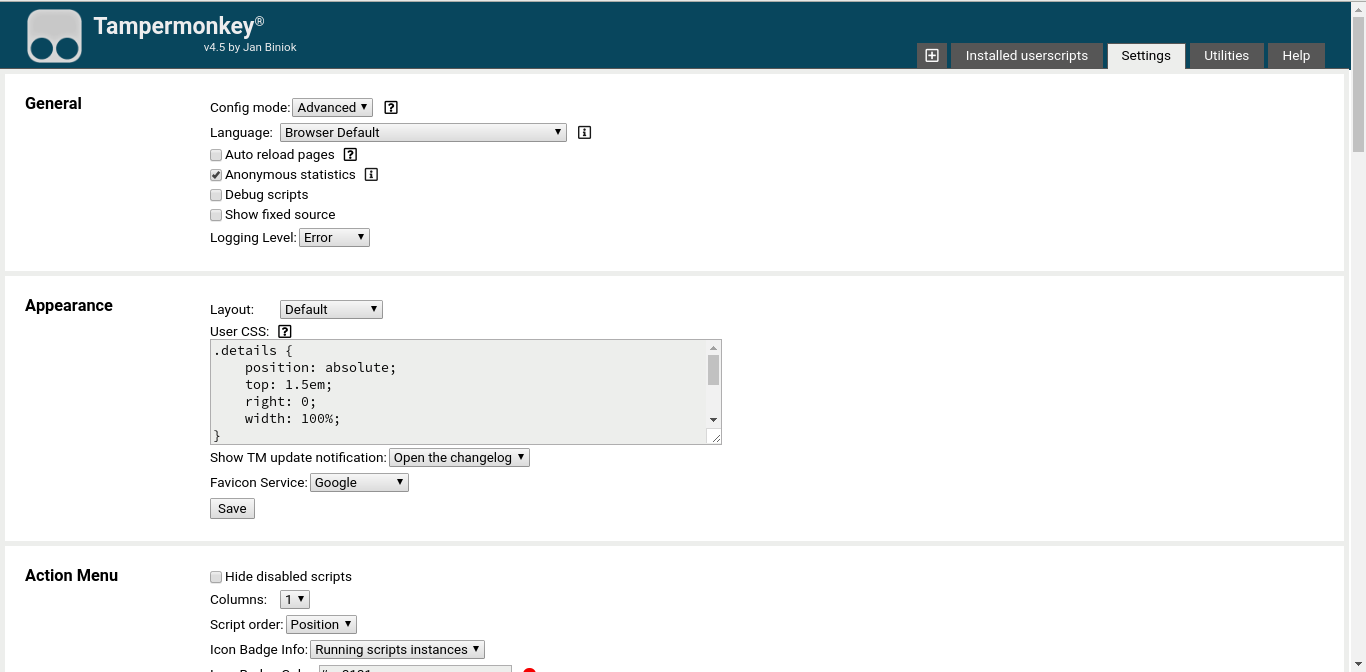 Tampermonkey®
v4.5 by Jan Biniok
Installed userscripts
Settings
Utilities
Help
General
Config mode: Advanced
Language: Browser Default
Auto reload pages
Anonymous statistics
Debug scripts
Show fixed source
Logging Level: Error
Appearance
Layout: Default
User CSS:
.details {
position: absolute;
top: 1.5em;
right: 0;
width: 100%;
}
Show TM update notification: Open the changelog
Favicon Service: Google
Save
Action Menu
Hide disabled scripts
Columns: 1
Script order: Position
Icon Badge Info: Running scripts instances